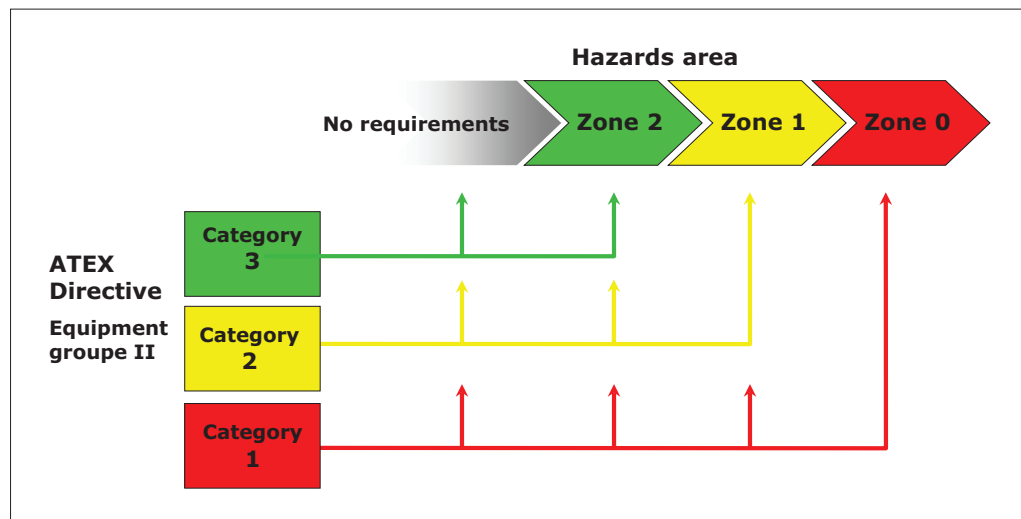 Hazards area
No requirements
Zone 2
Zone 1
Zone 0
ATEX
Directive
Equipment
groupe II
Category
3
Category
2
Category
1